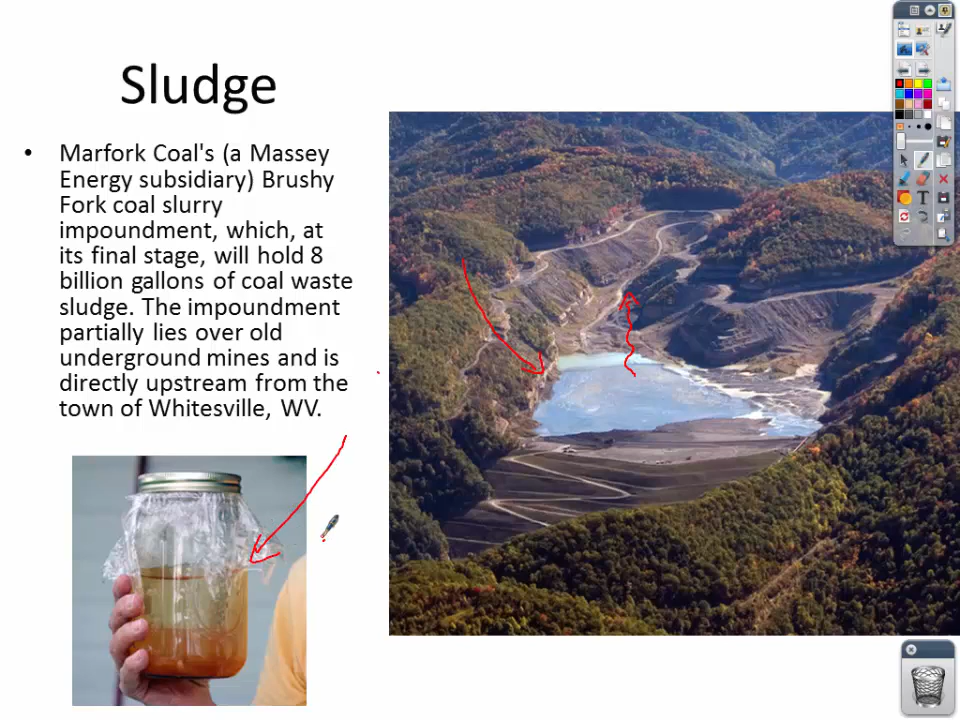 Sludge
• Marfork Coal's (a Massey
Energy subsidiary) Brushy
Fork coal slurry
impoundment, which, at
its final stage, will hold 8
billion gallons of coal waste
sludge. The impoundment
partially lies over old
underground mines and is
directly upstream from the
town of Whitesville, WV.